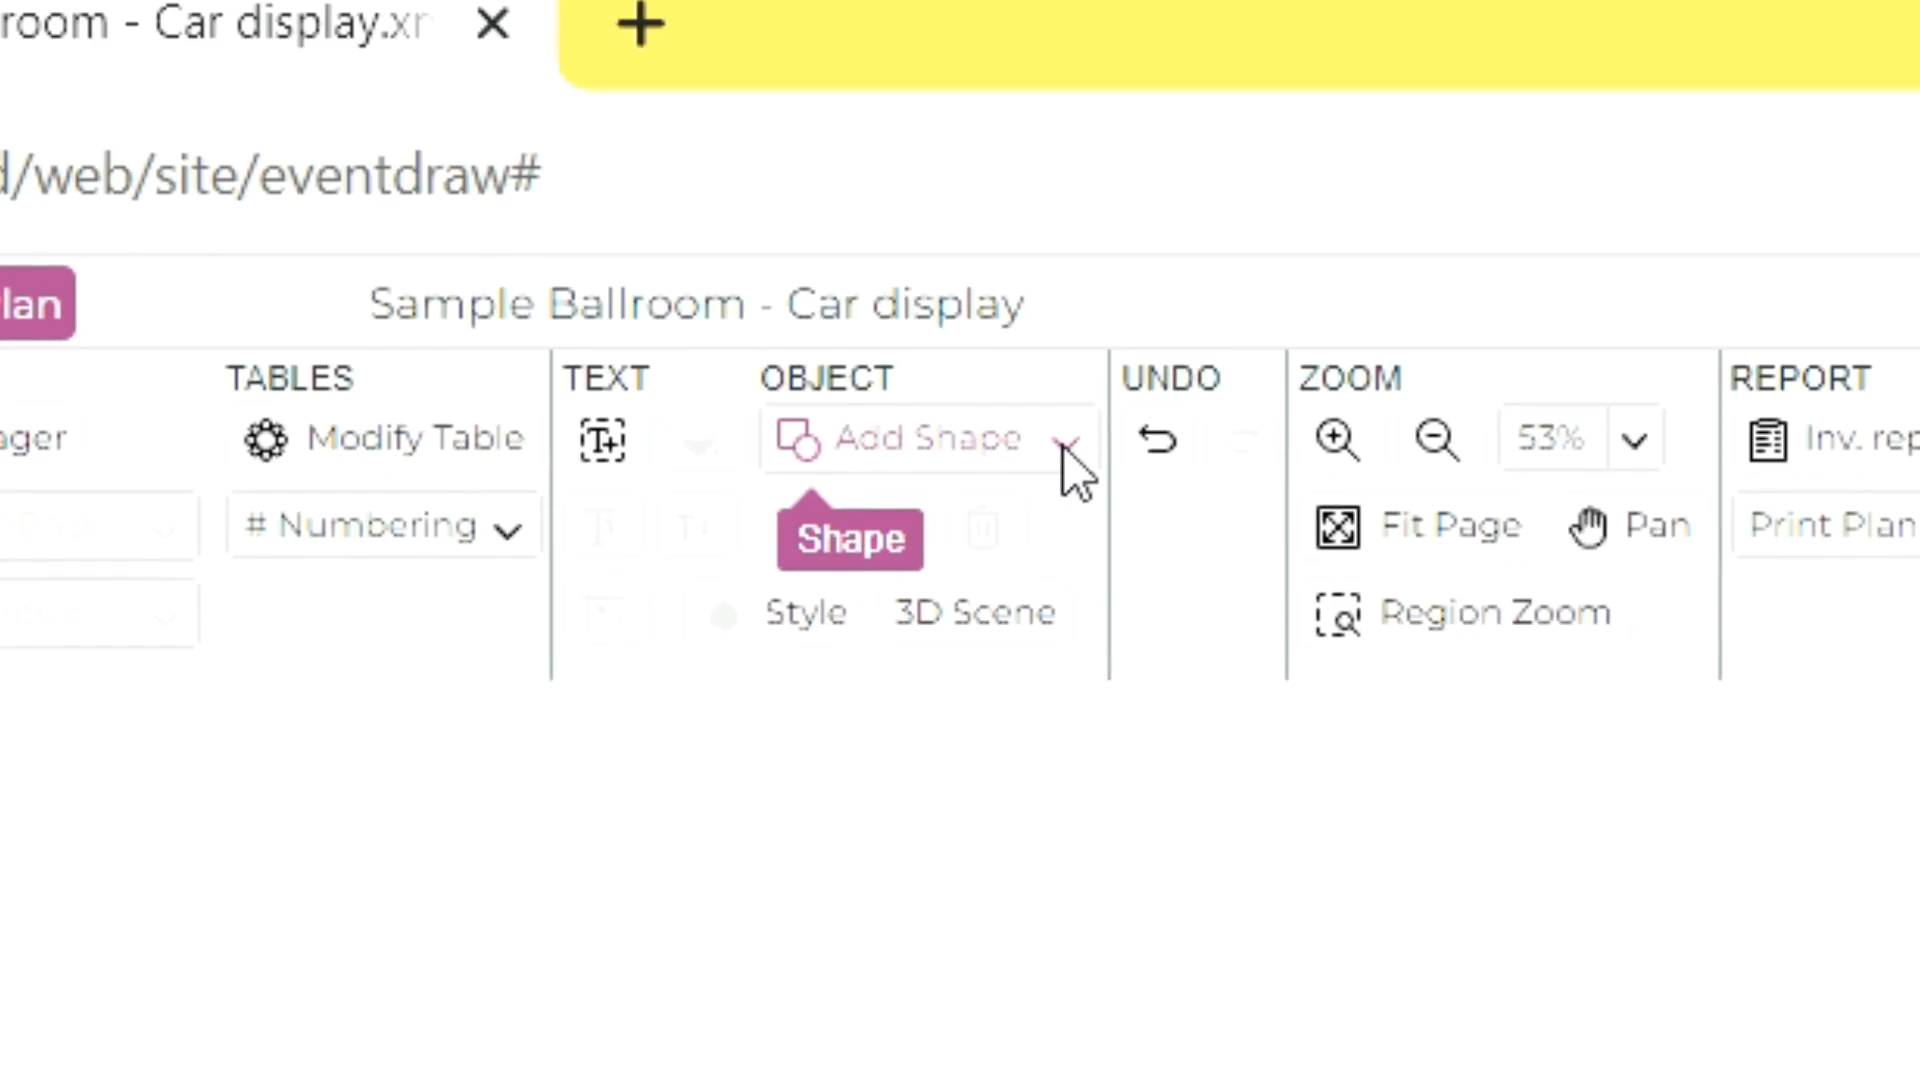 room - Car display.xr
d/web/site/eventdraw#
lan
Sample Ballroom - Car display
TABLES
TEXT
OBJECT
UNDO
ZOOM
REPORT
ager
Modify Table
Add Shape
53%
Inv. rep
# Numbering
Shape
Fit Page
Pan
Print Plan
Style
3D Scene
Region Zoom